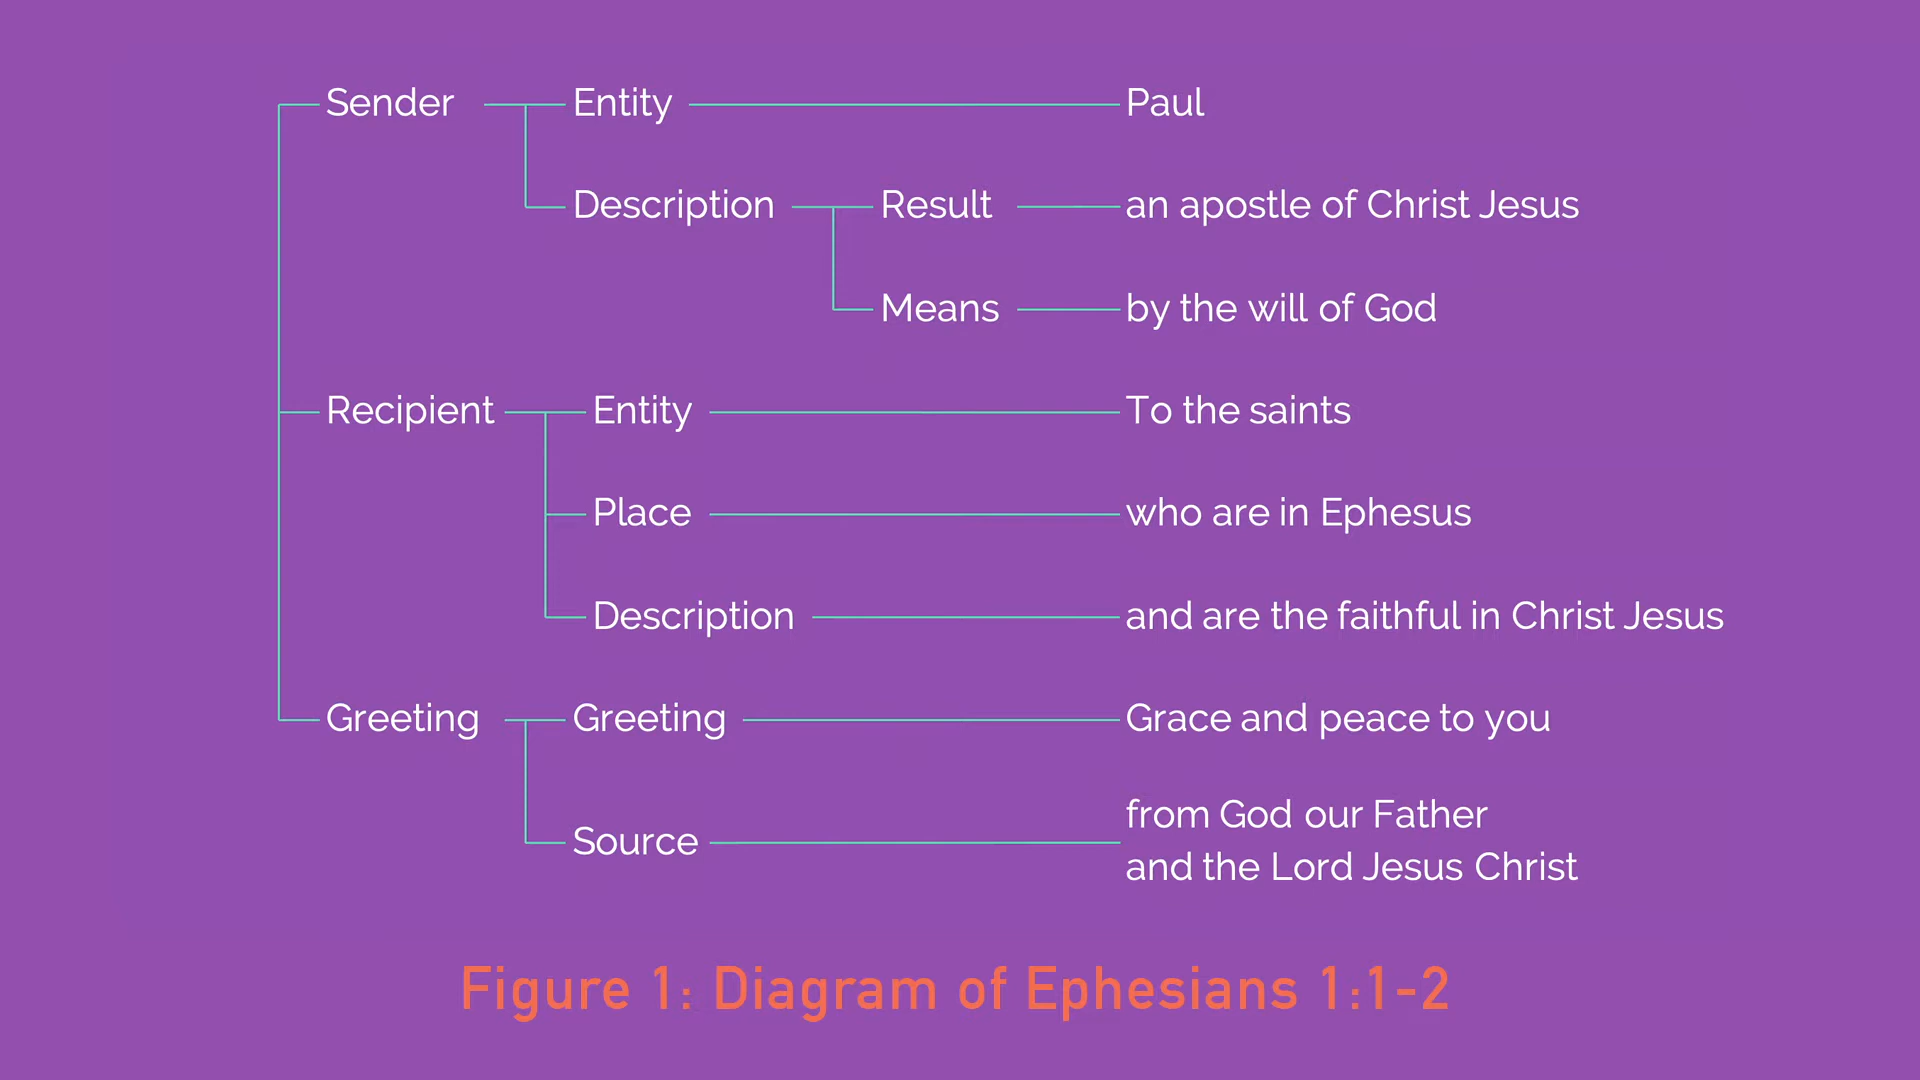 Sender Entity Paul
Description Result an apostle of Christ Jesus
Means by the will of God
Recipient Entity To the saints
Place who are in Ephesus
Description and are the faithful in Christ Jesus
Greeting Greeting Grace and peace to you
Source from God our Father
and the Lord Jesus Christ
Figure 1: Diagram of Ephesians 1:1-2